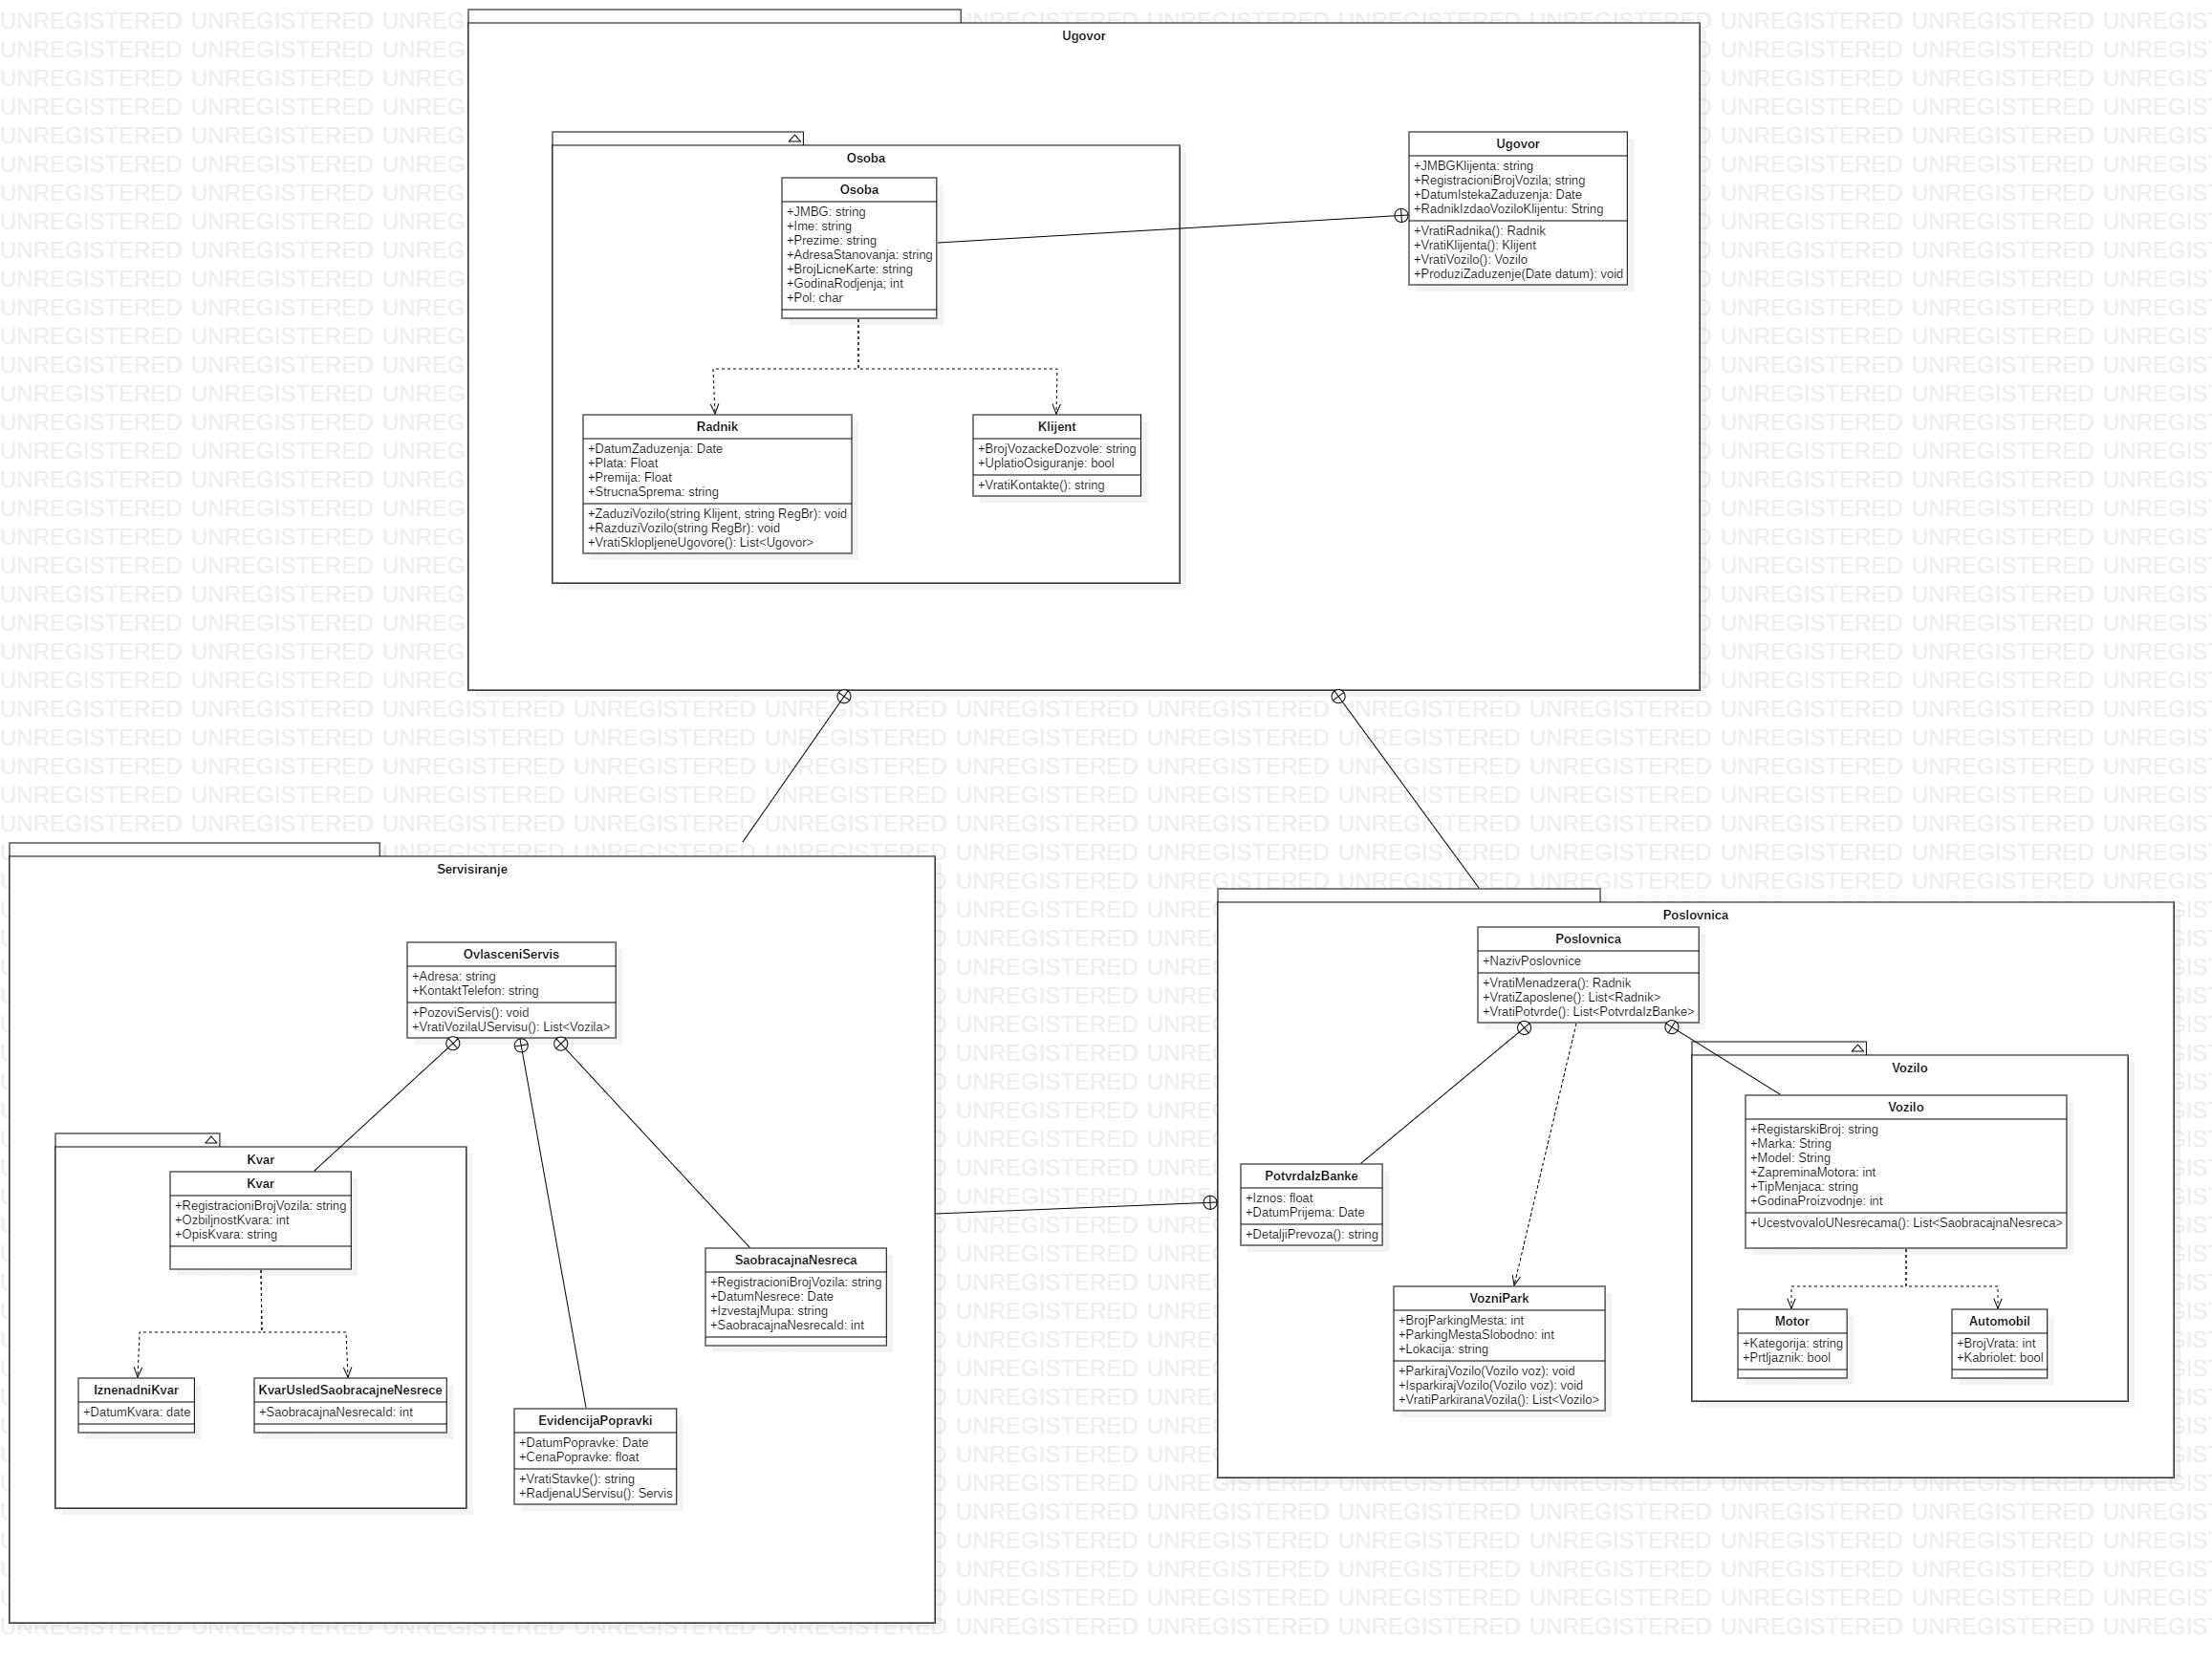 Ugovor
Osoba
Osoba
+JMBG: string
+Ime: string
+Prezime: string
+AdresaStanovanja: string
+BrojLicneKarte: string
+GodinaRodjenja; int
+Pol: char
Ugovor
+JMBGKlijenta: string
+RegistracioniBrojVozila; string
+DatumIstekaZaduzenja: Date
+RadnikIzdaoVoziloKlijentu: String
+VratiRadnika(): Radnik
+VratiKlijenta(): Klijent
+VratiVozilo(): Vozilo
+ProduziZaduzenje(Date datum): void
Radnik
+DatumZaduzenja: Date
+Plata: Float
+Premija: Float
+StrucnaSprema: string
+ZaduziVozilo(string Klijent, string RegBr): void
+RazduziVozilo(string RegBr): void
+VratiSklopljeneUgovore(): List<Ugovor>
Klijent
+BrojVozackeDozvole: string
+UplatioOsiguranje: bool
+VratiKontakte(): string
Servisiranje
OvlasceniServis
+Adresa: string
+KontaktTelefon: string
+PozoviServis(): void
+VratiVozilaUServisu(): List<Vozila>
Kvar
Kvar
+RegistracioniBrojVozila: string
+OzbiljnostKvara: int
+OpisKvara: string
IznenadniKvar
+DatumKvara: date
KvarUsledSaobracajneNesrece
+SaobracajnaNesrecaId: int
SaobracajnaNesreca
+RegistracioniBrojVozila: string
+DatumNesrece: Date
+IzvestajMupa: string
+SaobracajnaNesrecaId: int
EvidencijaPopravki
+DatumPopravke: Date
+CenaPopravke: float
+VratiStavke(): string
+RadjenaUServisu(): Servis
Poslovnica
Poslovnica
+NazivPoslovnice
+VratiMenadzera(): Radnik
+VratiZaposlene(): List<Radnik>
+VratiPotvrde(): List<PotvrdaIzBanke>
PotvrdaIzBanke
+Iznos: float
+DatumPrijema: Date
+DetaljiPrevoza(): string
VozniPark
+BrojParkingMesta: int
+ParkingMestaSlobodno: int
+Lokacija: string
+ParkirajVozilo(Vozilo voz): void
+IsparkirajVozilo(Vozilo voz): void
+VratiParkiranaVozila(): List<Vozilo>
Vozilo
Vozilo
+RegistarskiBroj: string
+Marka: String
+Model: String
+ZapreminaMotora: int
+TipMenjaca: string
+GodinaProizvodnje: int
+UcestvovaloUNesrecama(): List<SaobracajnaNesreca>
Motor
+Kategorija: string
+Prtljaznik: bool
Automobil
+BrojVrata: int
+Kabriolet: bool
UNREGISTERED